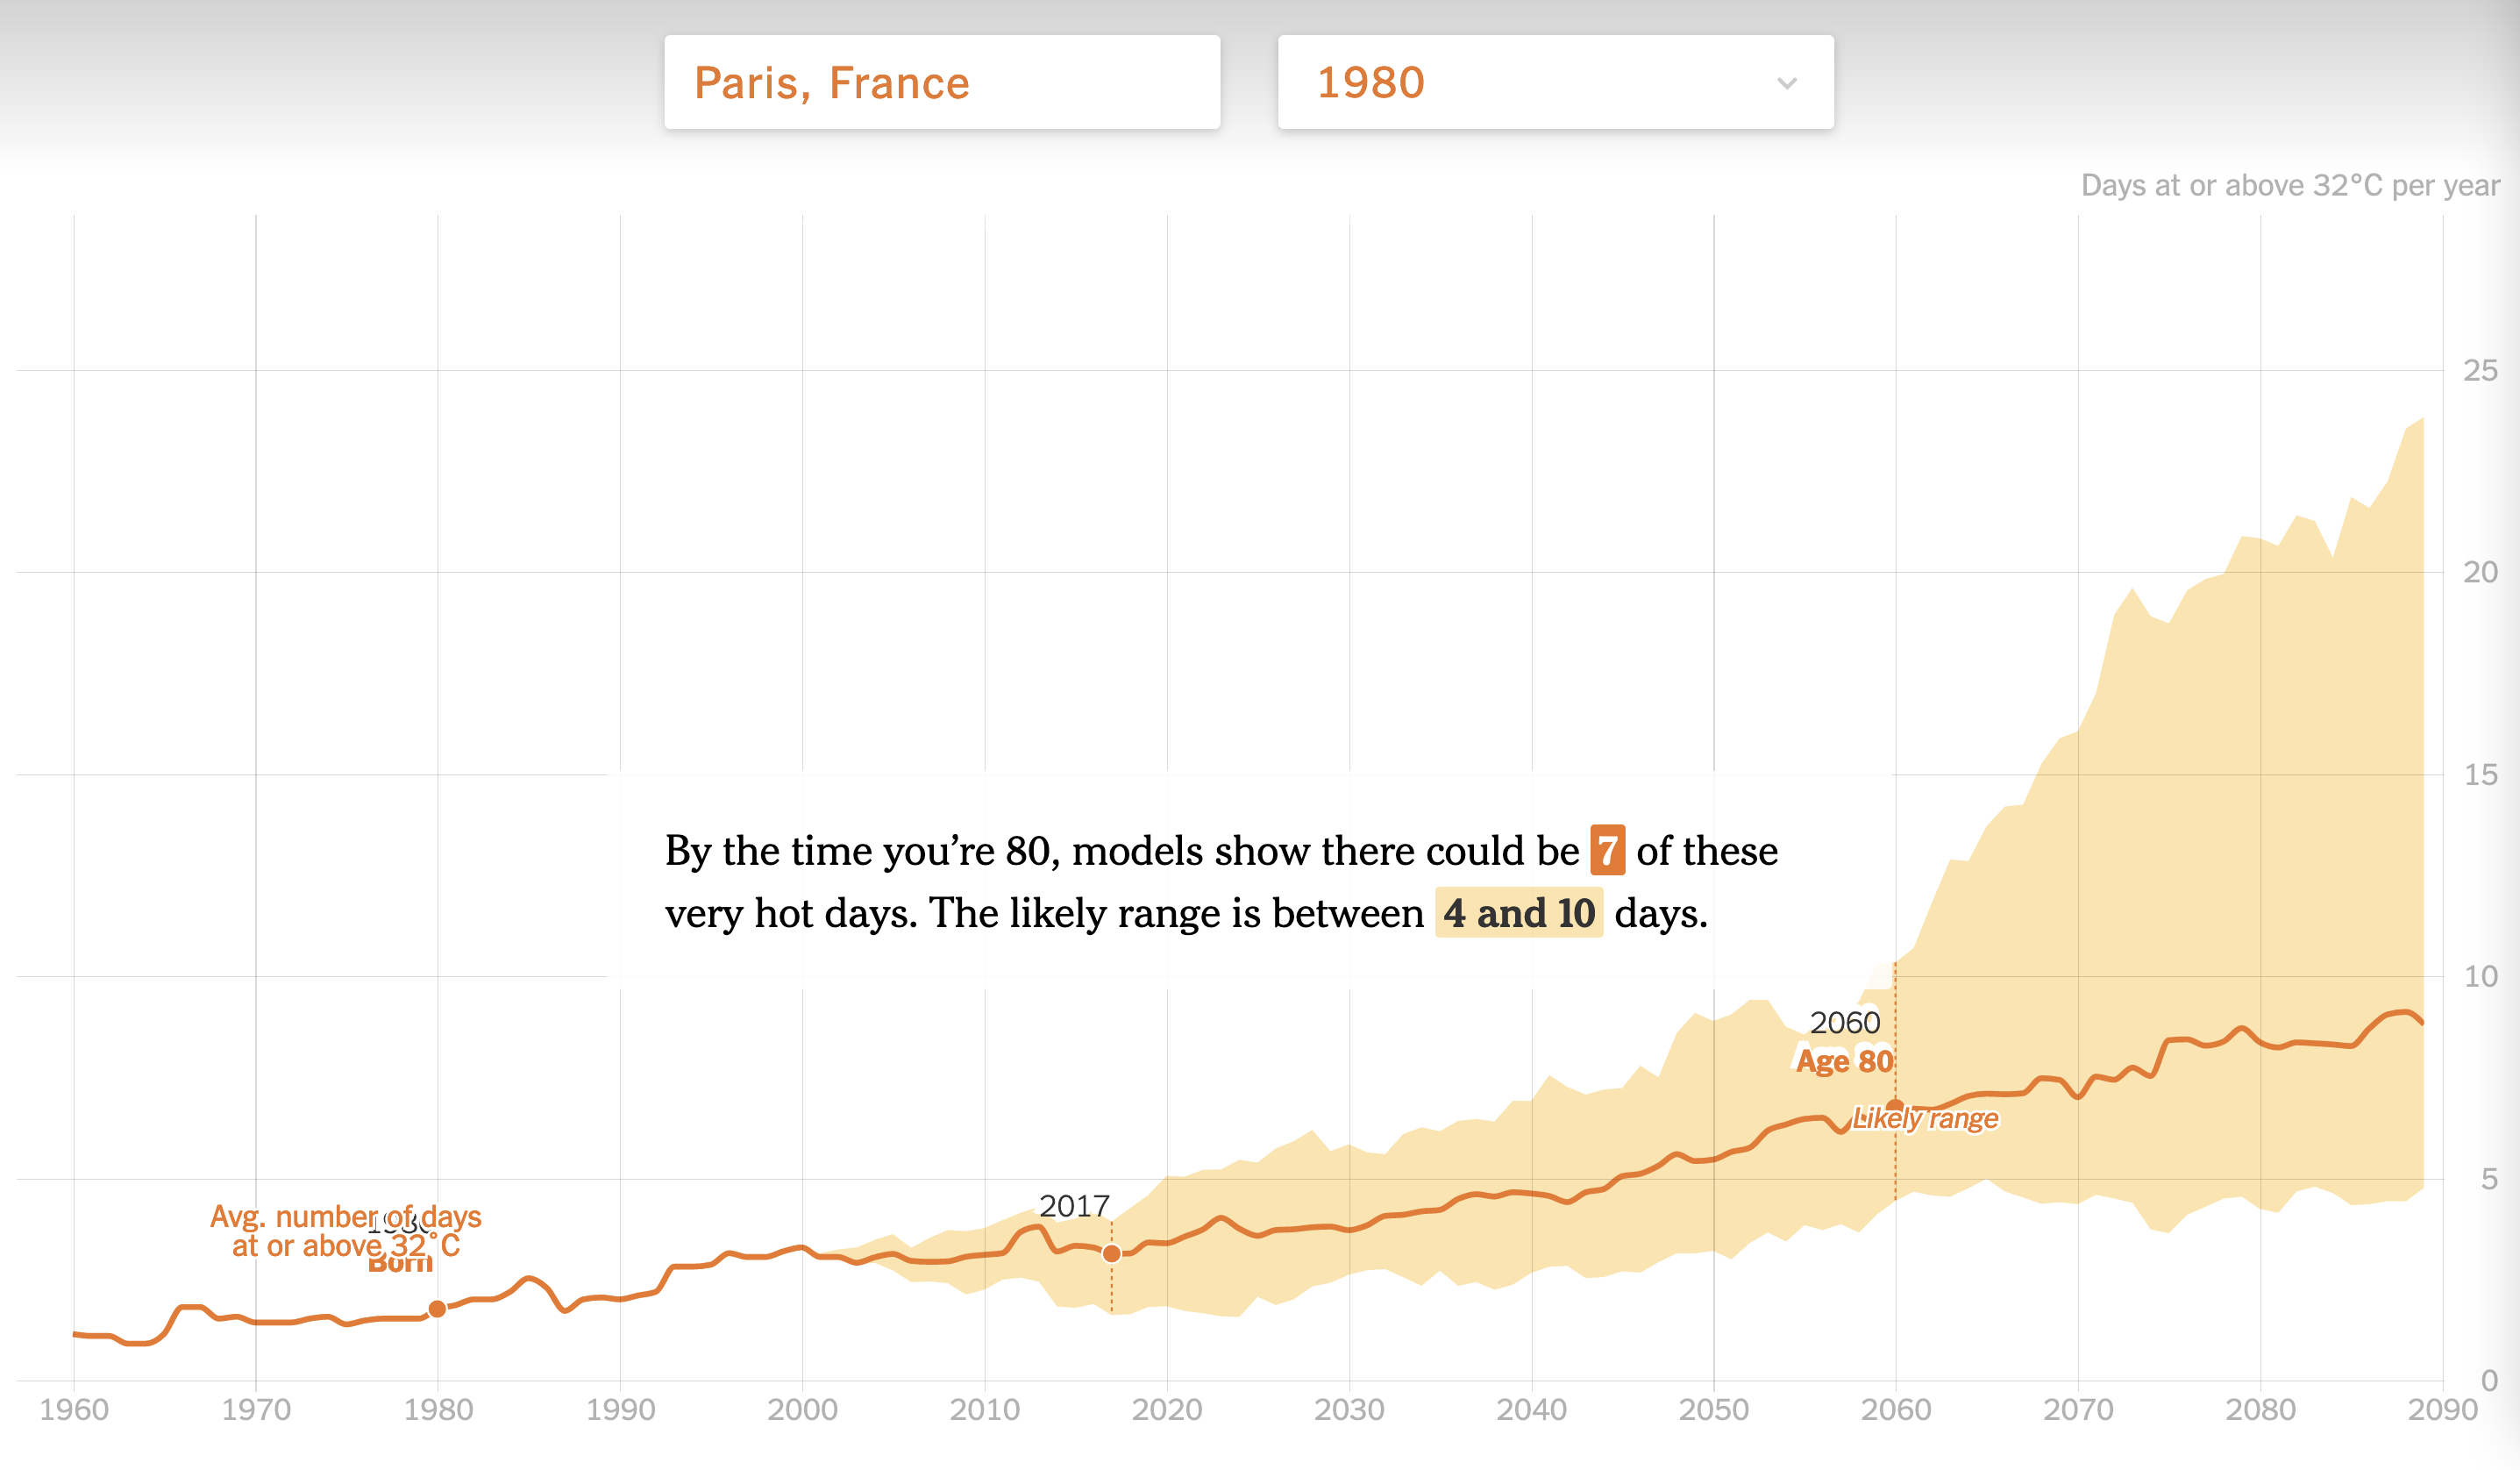 Paris, France
1980
Days at or above 32°C per year
25
20
15
By the time you’re 80, models show there could be 7 of these
very hot days. The likely range is between 4 and 10 days.
10
2060
Age 80
Likely range
5
2017
Avg. number of days
at or above 32°C
Born
0
1960 1970 1980 1990 2000 2010 2020 2030 2040 2050 2060 2070 2080 2090